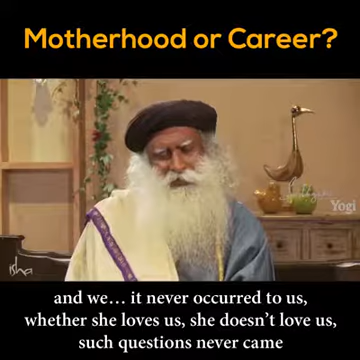 Motherhood or Career?
isha
Yogi
and we... it never occurred to us,
whether she loves us, she doesn't love us,
such questions never came